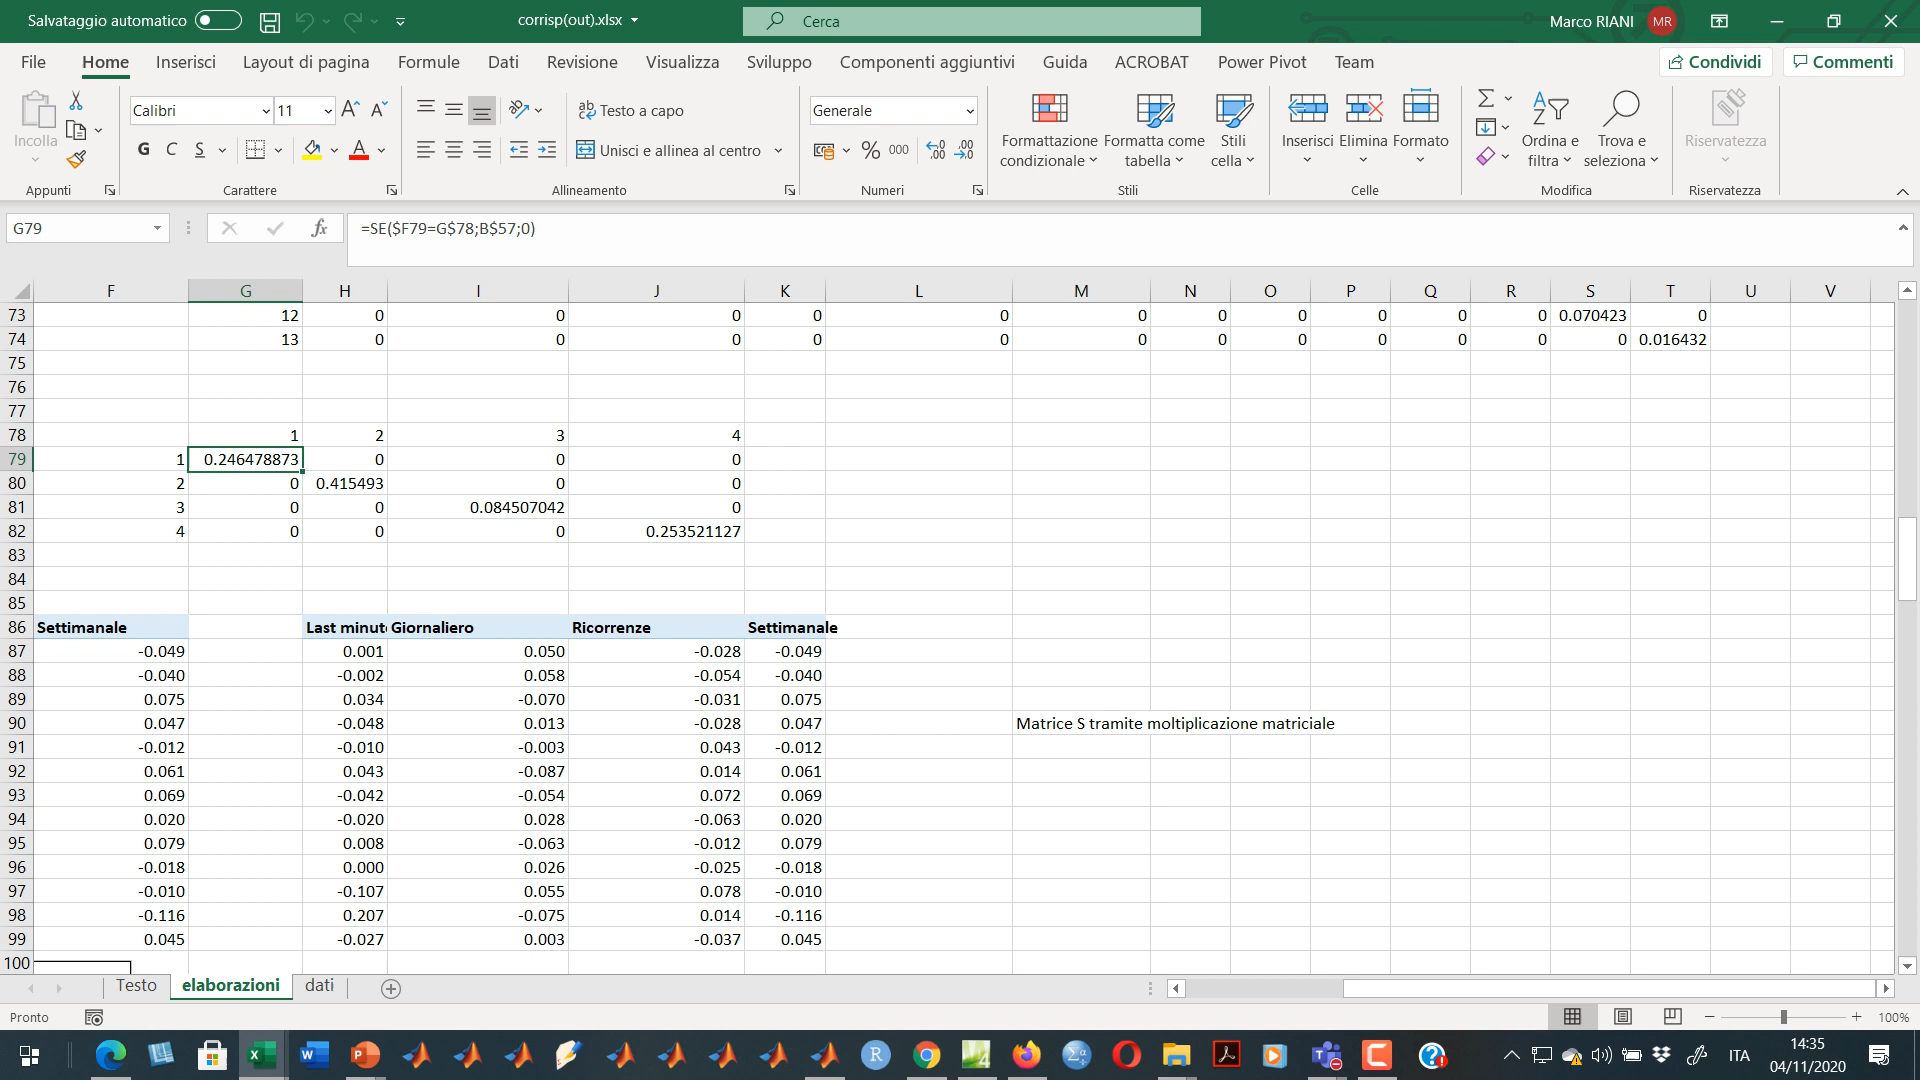 Salvataggio automatico
corrisp(out).xlsx
Cerca
Marco RIANI MR
File Home Inserisci Layout di pagina Formule Dati Revisione Visualizza Sviluppo Componenti aggiuntivi Guida ACROBAT Power Pivot Team Condividi Commenti
Incolla
Appunti
Calibri 11
G C S
Carattere
Testo a capo
Unisci e allinea al centro
Allineamento
Generale
% 000
Numeri
Formattazione condizionale
Formatta come tabella
Stili cella
Stili
Inserisci Elimina Formato
Celle
Ordina e filtra
Trova e seleziona
Modifica
Riservatezza
Riservatezza
G79 fx =SE($F79=G$78;B$57;0)
F G H I J K L M N O P Q R S T U V
73 12 0 0 0 0 0 0 0 0 0 0 0 0.070423 0
74 13 0 0 0 0 0 0 0 0 0 0 0 0 0.016432
75
76
77
78 1 2 3 4
79 1 0.246478873 0 0 0
80 2 0 0.415493 0 0
81 3 0 0 0.084507042 0
82 4 0 0 0 0.253521127
83
84
85
86 Settimanale Last minut Giornaliero Ricorrenze Settimanale
87 -0.049 0.001 0.050 -0.028 -0.049
88 -0.040 -0.002 0.058 -0.054 -0.040
89 0.075 0.034 -0.070 -0.031 0.075
90 0.047 -0.048 0.013 -0.028 0.047 Matrice S tramite moltiplicazione matriciale
91 -0.012 -0.010 -0.003 0.043 -0.012
92 0.061 0.043 -0.087 0.014 0.061
93 0.069 -0.042 -0.054 0.072 0.069
94 0.020 -0.020 0.028 -0.063 0.020
95 0.079 0.008 -0.063 -0.012 0.079
96 -0.018 0.000 0.026 -0.025 -0.018
97 -0.010 -0.107 0.055 0.078 -0.010
98 -0.116 0.207 -0.075 0.014 -0.116
99 0.045 -0.027 0.003 -0.037 0.045
100
Testo elaborazioni dati
Pronto 100%
ITA
14:35
04/11/2020